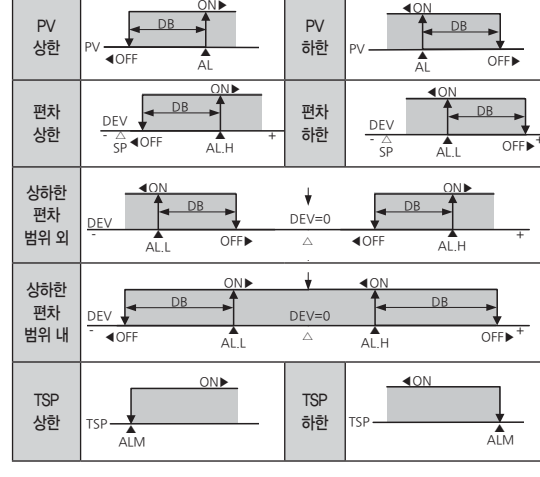 PV
상한
ON▶
DB
PV
◀OFF
AL
PV
하한
◀ON
DB
PV
AL
OFF▶
편차
상한
ON▶
DB
DEV
- △ +
SP
◀OFF
AL.H
편차
하한
◀ON
DB
DEV
- △ +
SP
AL.L
OFF▶
상하한
편차
범위 외
◀ON
DB
DEV
-
AL.L
OFF▶
DEV=0
△
ON▶
DB
◀OFF
AL.H
+
상하한
편차
범위 내
ON▶
◀ON
DB
DEV
-
◀OFF
AL.L
DEV=0
△
DB
AL.H
OFF▶
+
TSP
상한
ON▶
TSP
ALM
TSP
하한
◀ON
TSP
ALM